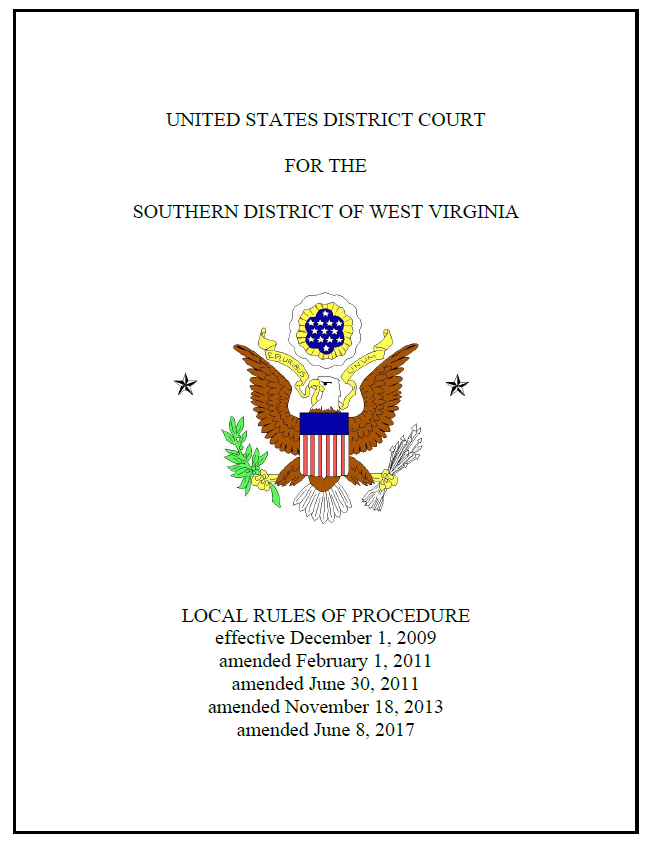 UNITED STATES DISTRICT COURT
FOR THE
SOUTHERN DISTRICT OF WEST VIRGINIA
E PLURIBUS UNUM
LOCAL RULES OF PROCEDURE
effective December 1, 2009
amended February 1, 2011
amended June 30, 2011
amended November 18, 2013
amended June 8, 2017